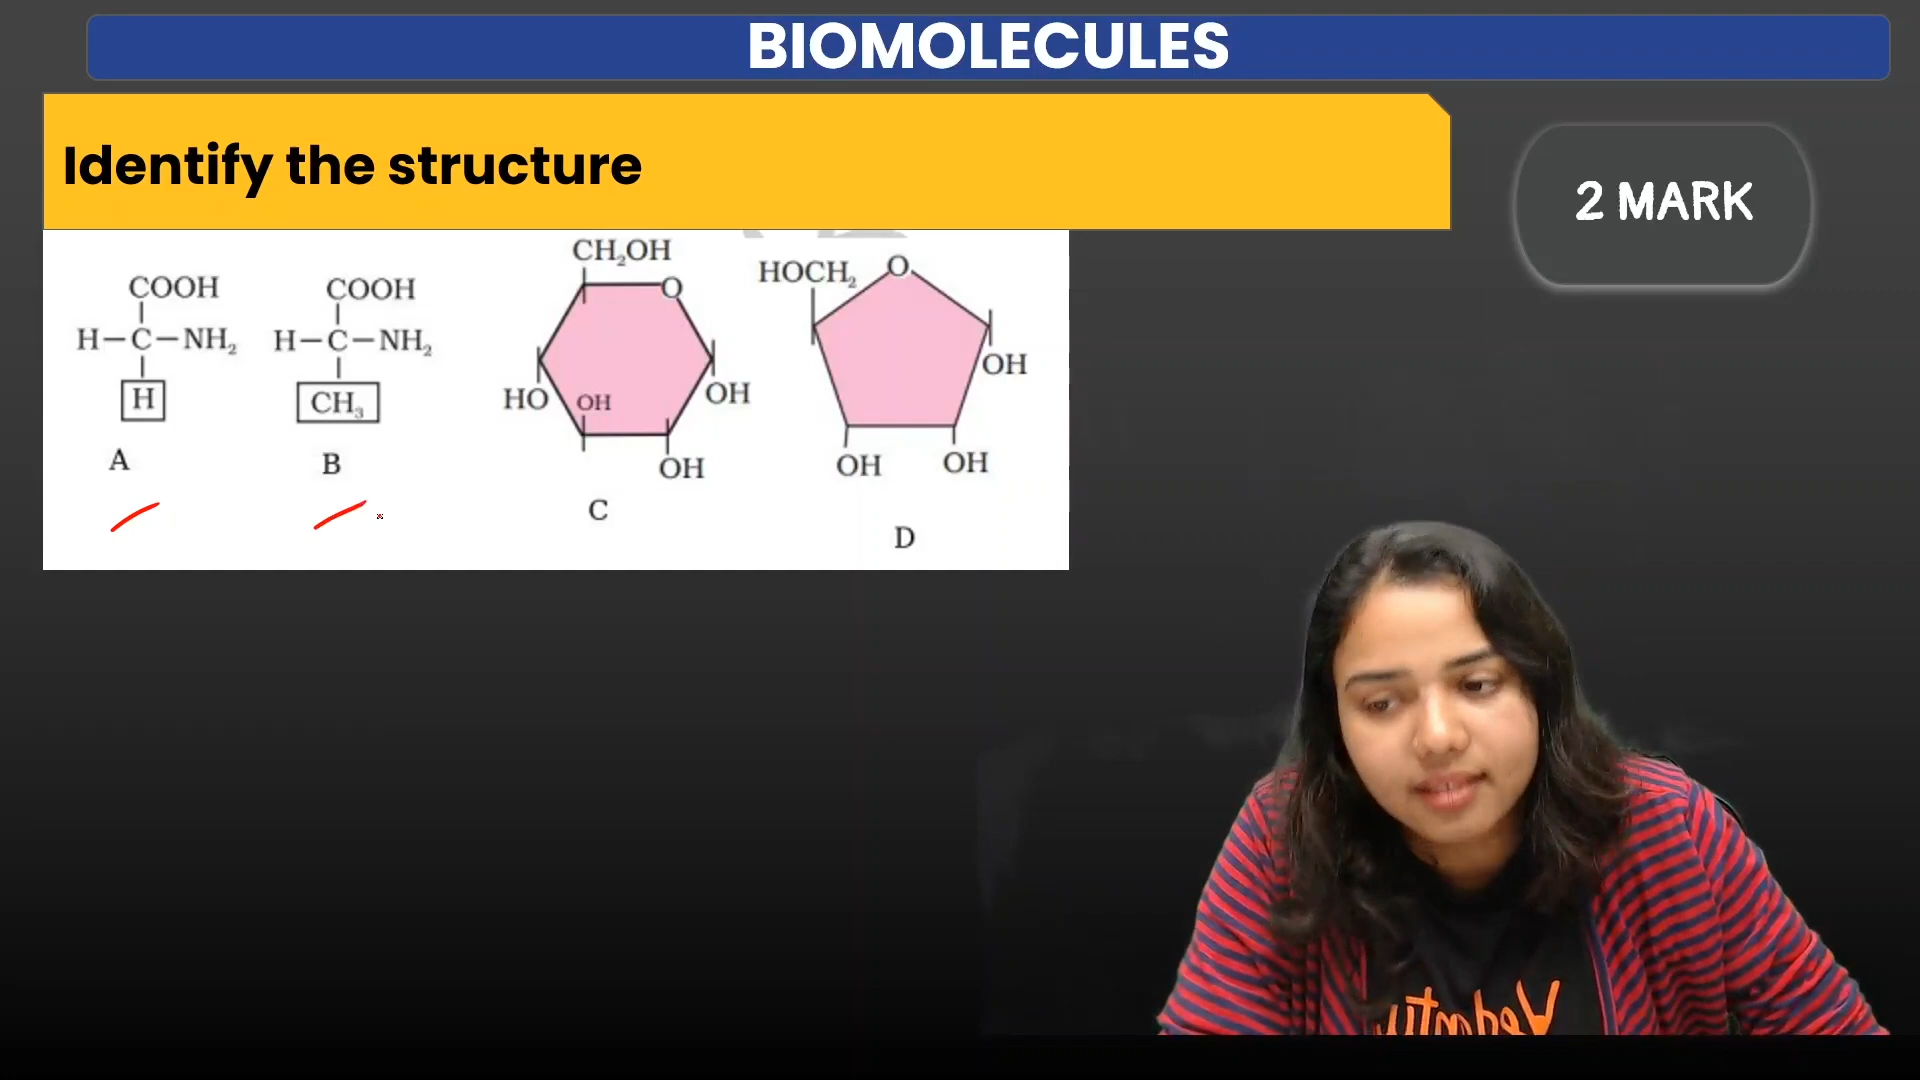 BIOMOLECULES
Identify the structure
2 MARK
CH₂OH
HOCH₂
O
COOH
COOH
O
H–C–NH₂
H–C–NH₂
OH
H
CH₃
HO
OH
OH
A
B
OH
OH
OH
C
D
Vedantu